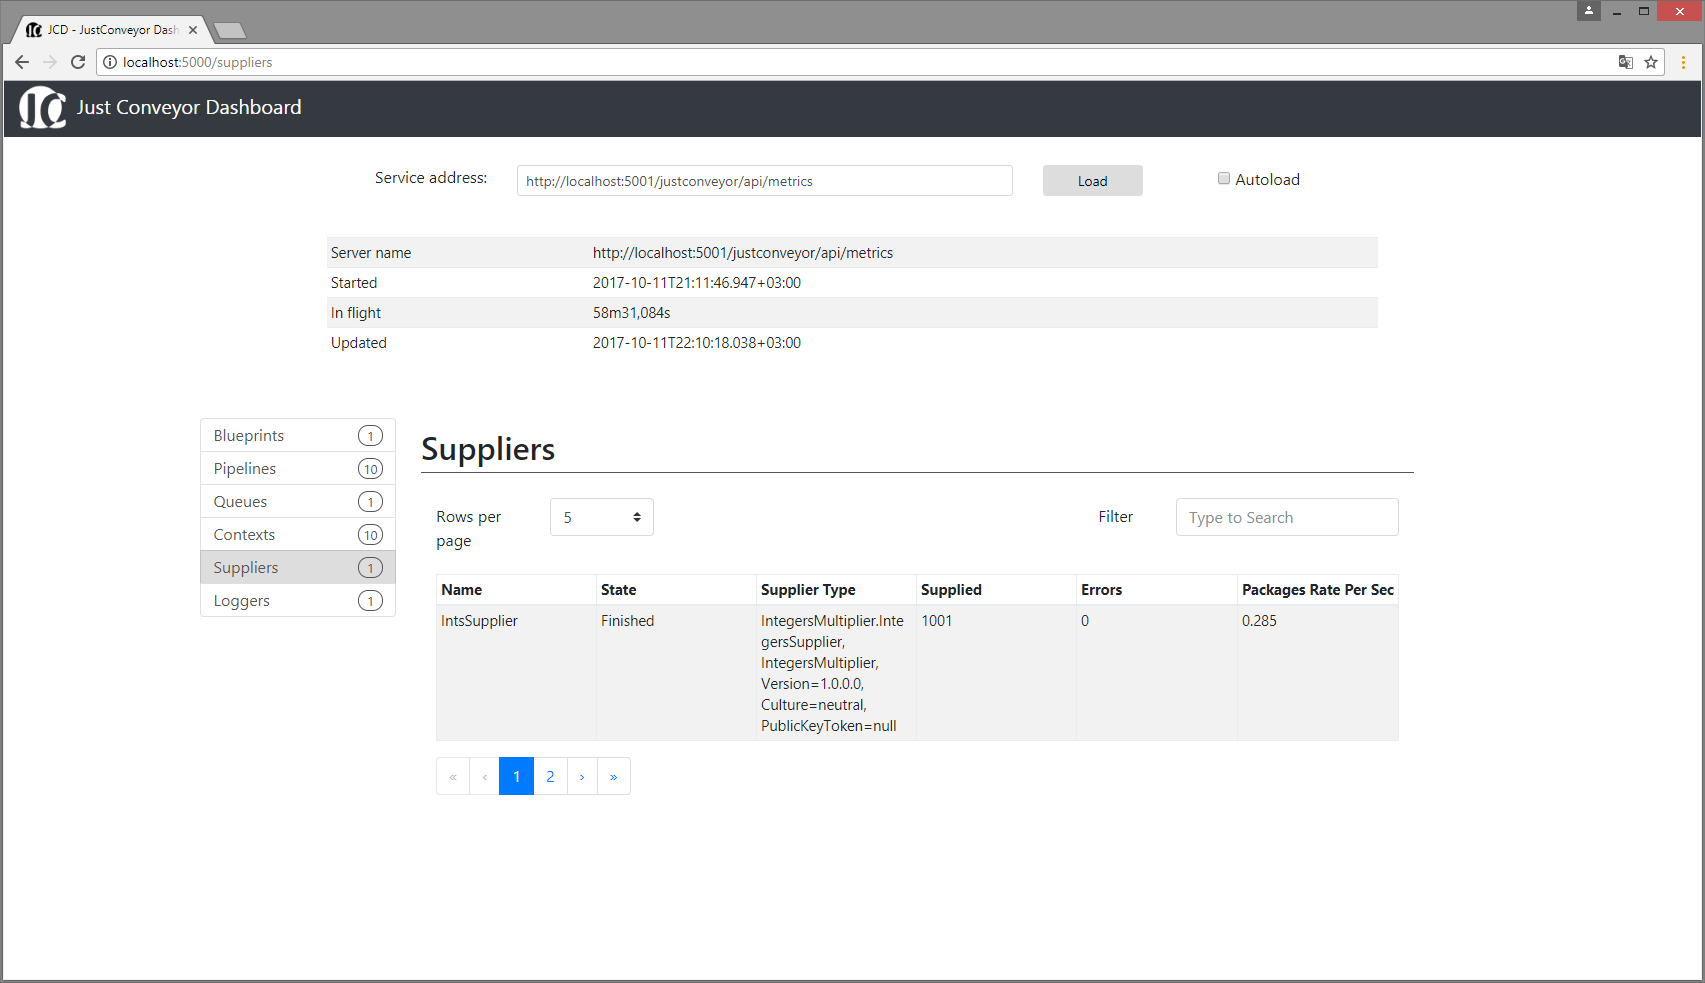 JCD - JustConveyor Dash
localhost:5000/suppliers
JC Just Conveyor Dashboard
Service address: http://localhost:5001/justconveyor/api/metrics Load Autoload
Server name http://localhost:5001/justconveyor/api/metrics
Started 2017-10-11T21:11:46.947+03:00
In flight 58m31,084s
Updated 2017-10-11T22:10:18.038+03:00
Blueprints 1
Pipelines 10
Queues 1
Contexts 10
Suppliers 1
Loggers 1
Suppliers
Rows per
page
5
Filter Type to Search
Name State Supplier Type Supplied Errors Packages Rate Per Sec
IntsSupplier Finished IntegersMultiplier.Inte 1001 0 0.285
gersSupplier,
IntegersMultiplier,
Version=1.0.0.0,
Culture=neutral,
PublicKeyToken=null
« ‹ 1 2 › »